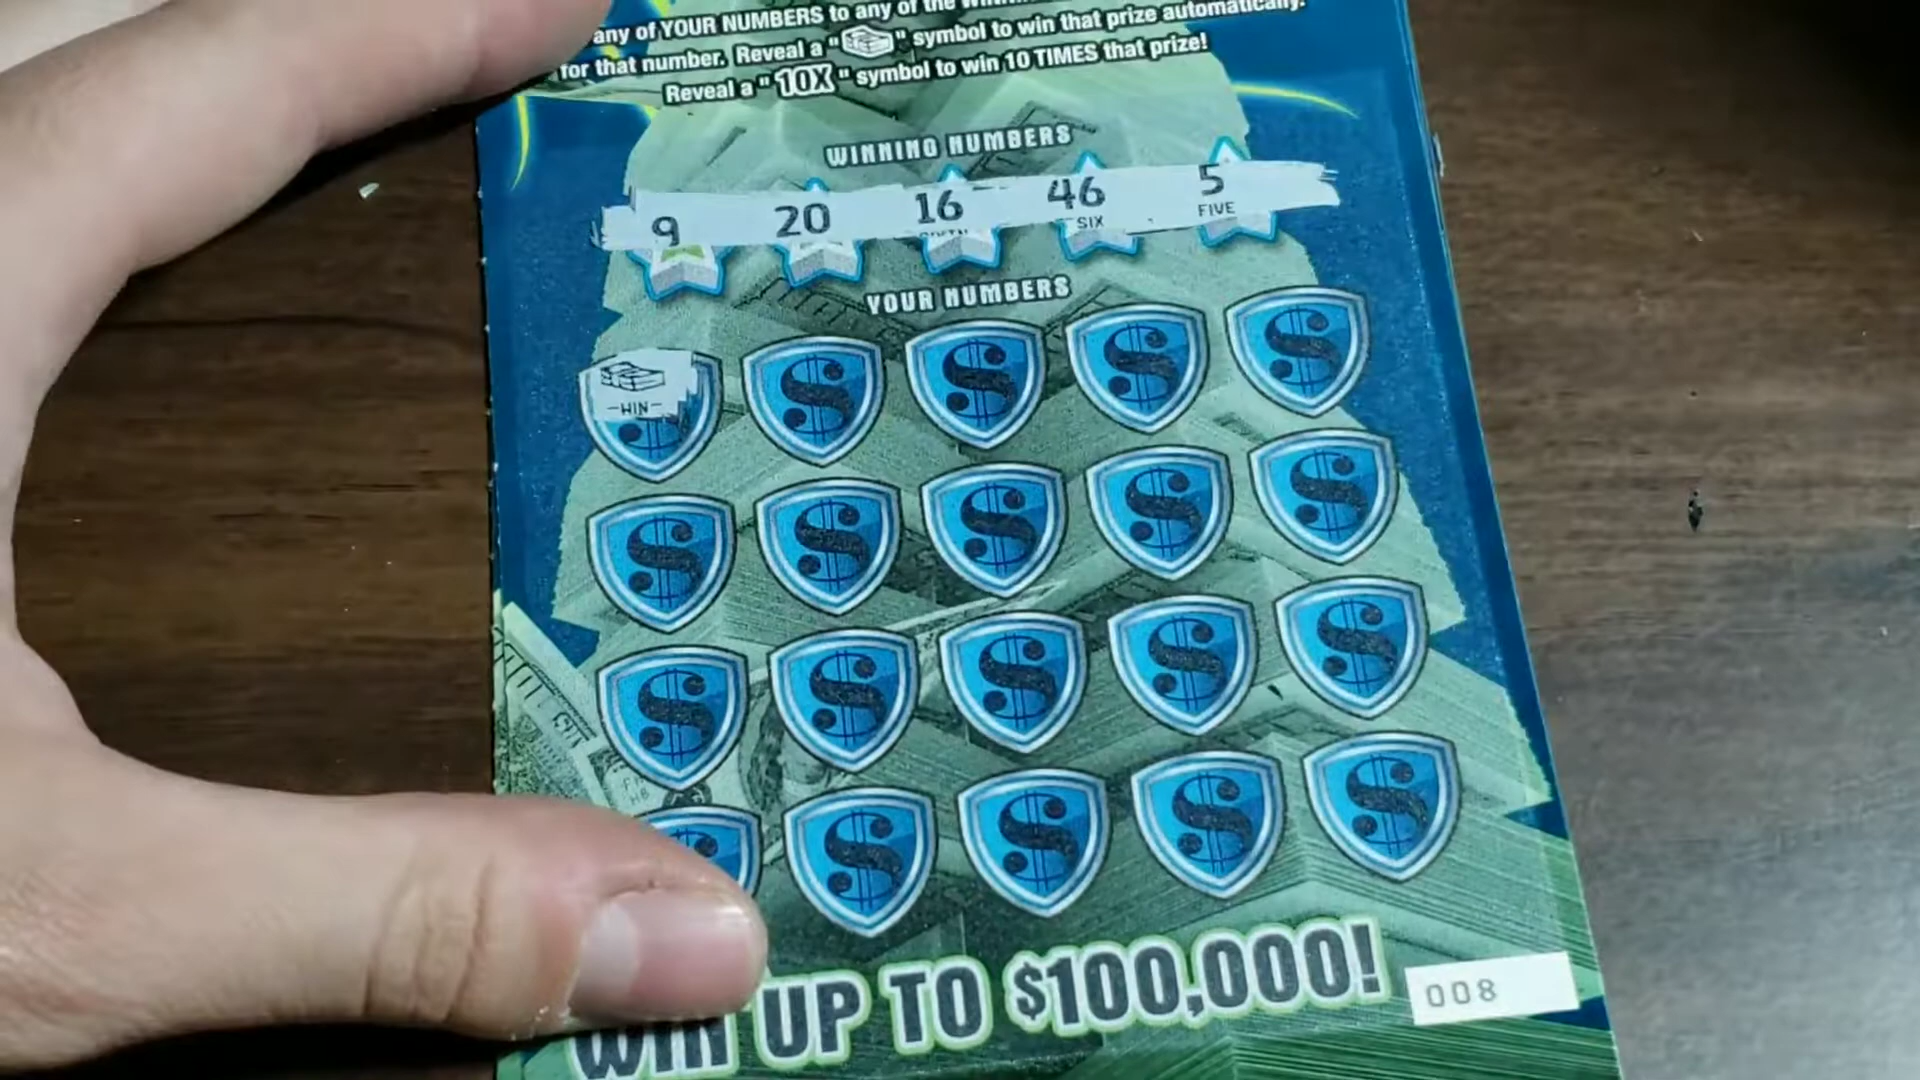 any of YOUR NUMBERS to any of the
for that number. Reveal a " " symbol to win that prize automatically.
Reveal a " 10X " symbol to win 10 TIMES that prize!
WINNING NUMBERS
9 20 16 46 5
SIX FIVE
YOUR NUMBERS
WIN
WIN UP TO $100,000!
008